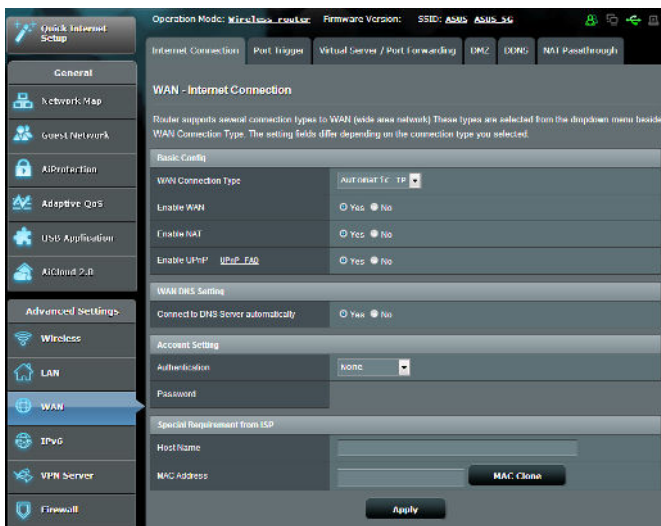 Quick Internet
Setup
Operation Mode: Wireless router Firmware Version: SSID: ASUS ASUS_5G
Internet Connection Port Trigger Virtual Server / Port Forwarding DMZ DDNS NAT Passthrough
General
Network Map
Guest Network
AiProtection
Adaptive QoS
USB Application
AiCloud 2.0
Advanced Settings
Wireless
LAN
WAN
IPv6
VPN Server
Firewall
WAN - Internet Connection
Router supports several connection types to WAN (wide area network) These types are selected from the dropdown menu beside
WAN Connection Type. The setting fields differ depending on the connection type you selected.
Basic Config
WAN Connection Type Automatic IP
Enable WAN Yes No
Enable NAT Yes No
Enable UPnP UPnP FAQ Yes No
WAN DNS Setting
Connect to DNS Server automatically Yes No
Account Setting
Authentication None
Password
Special Requirement from ISP
Host Name
MAC Address MAC Clone
Apply